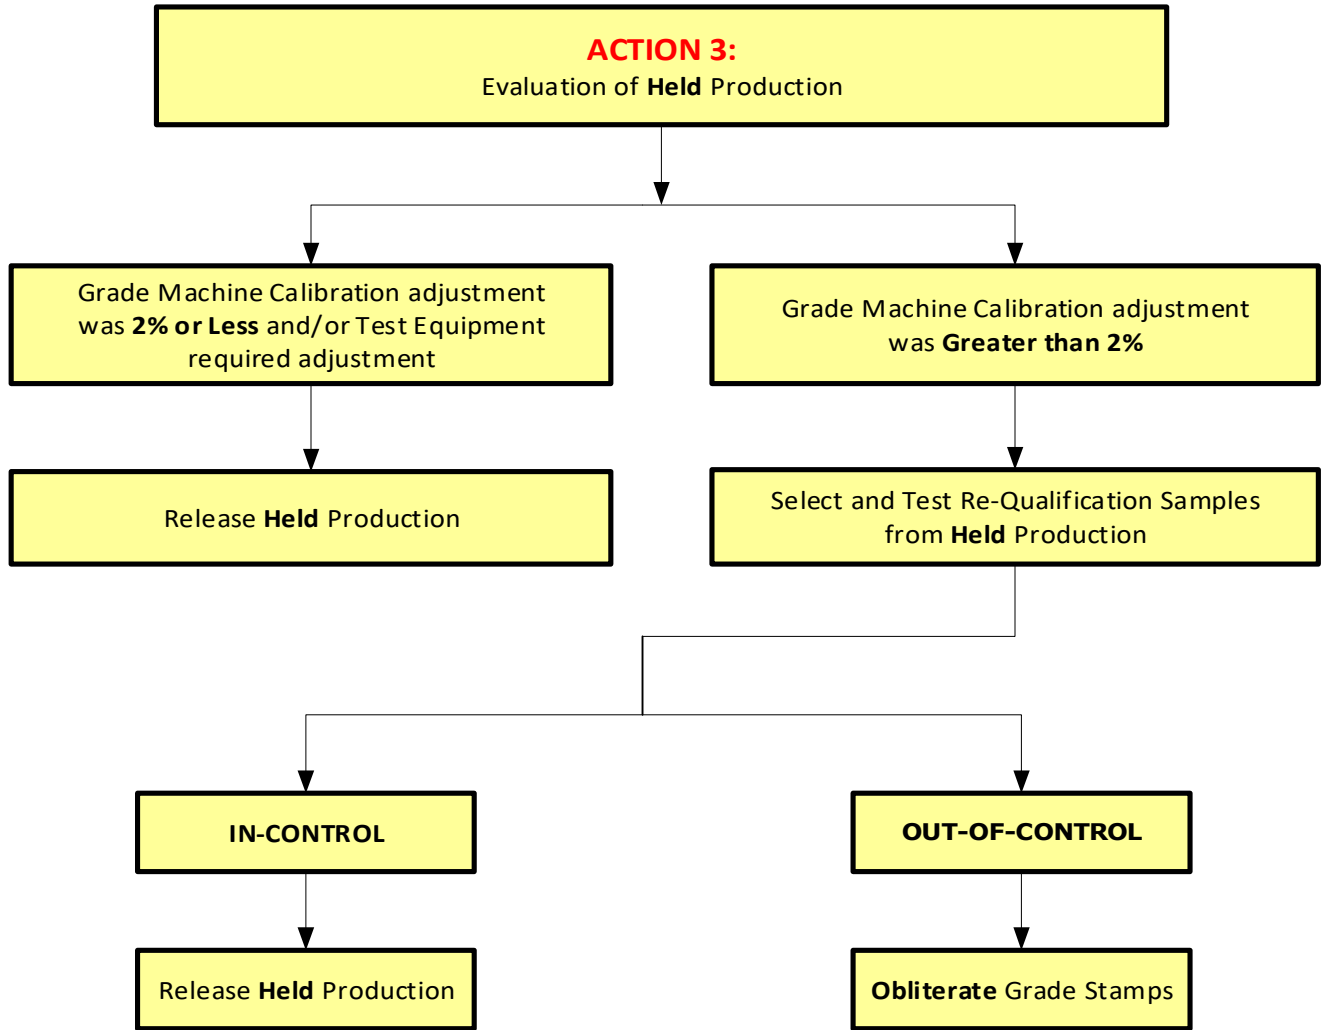 ACTION 3:
Evaluation of Held Production
Grade Machine Calibration adjustment
was 2% or Less and/or Test Equipment
required adjustment
Grade Machine Calibration adjustment
was Greater than 2%
Release Held Production
Select and Test Re-Qualification Samples
from Held Production
IN-CONTROL
OUT-OF-CONTROL
Release Held Production
Obliterate Grade Stamps